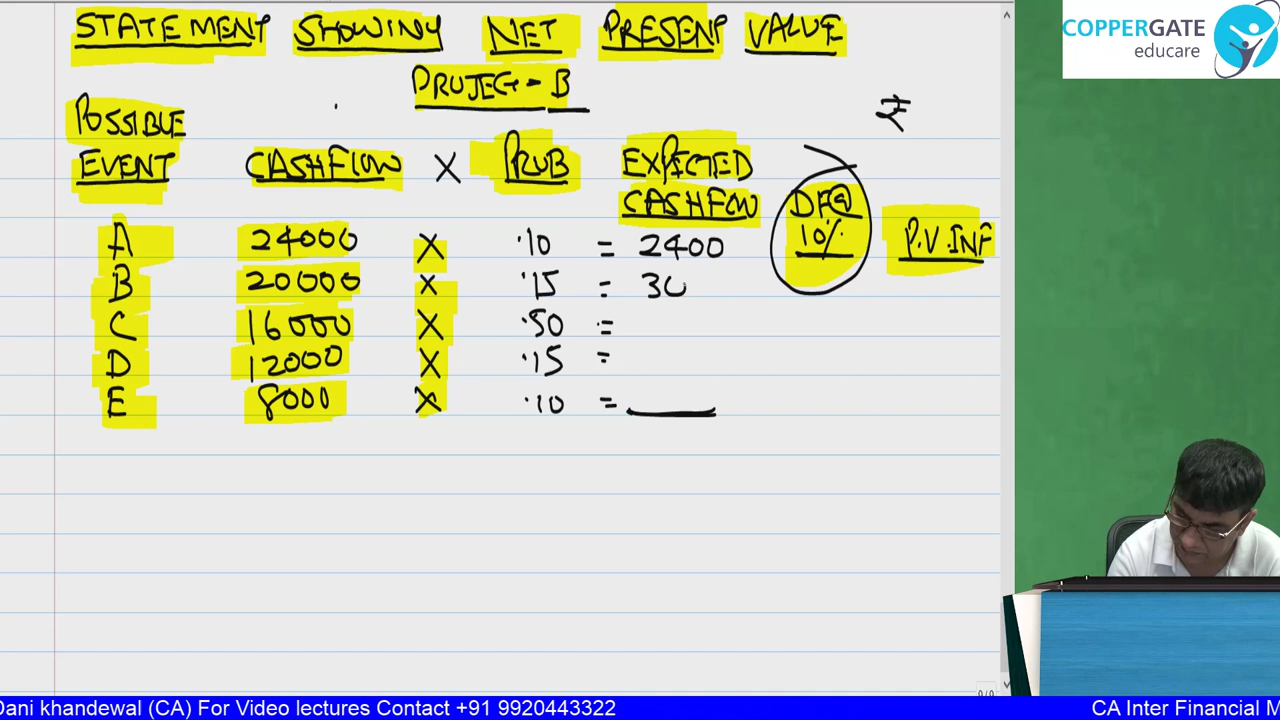 STATEMENT SHOWING NET PRESENT VALUE
PROJECT - B
₹
POSSIBLE
EVENT CASHFLOW X PROB EXPECTED
CASHFLOW DF@
10% P.V.INF
A 24000 X .10 = 2400
B 20000 X .15 = 30
C 16000 X .50 =
D 12000 X .15 =
E 8000 X .10 =
COPPERGATE
educare
Dani khandewal (CA) For Video lectures Contact +91 9920443322
CA Inter Financial M